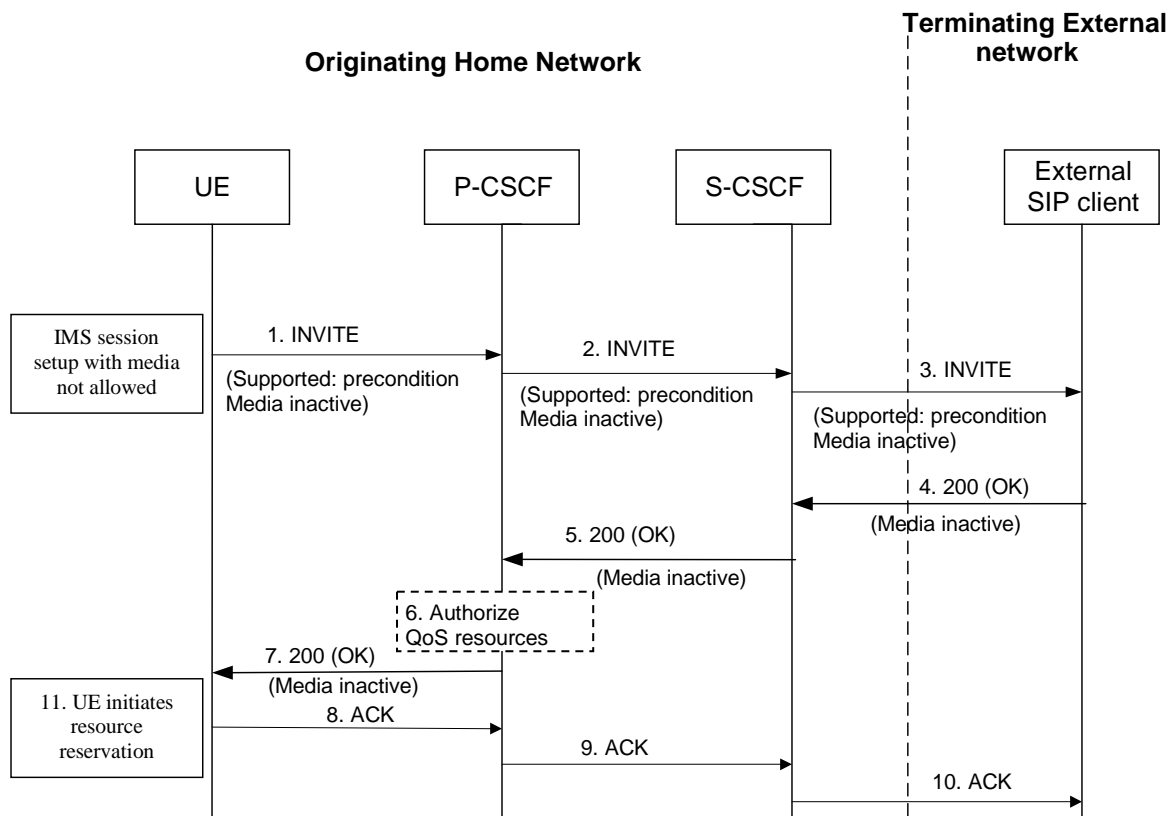 Terminating External
network
Originating Home Network
UE
P-CSCF
S-CSCF
External
SIP client
IMS session
setup with media
not allowed
1. INVITE
(Supported: precondition
Media inactive)
2. INVITE
(Supported: precondition
Media inactive)
3. INVITE
(Supported: precondition
Media inactive)
4. 200 (OK)
(Media inactive)
5. 200 (OK)
(Media inactive)
6. Authorize
QoS resources
7. 200 (OK)
(Media inactive)
11. UE initiates
resource
reservation
8. ACK
9. ACK
10. ACK